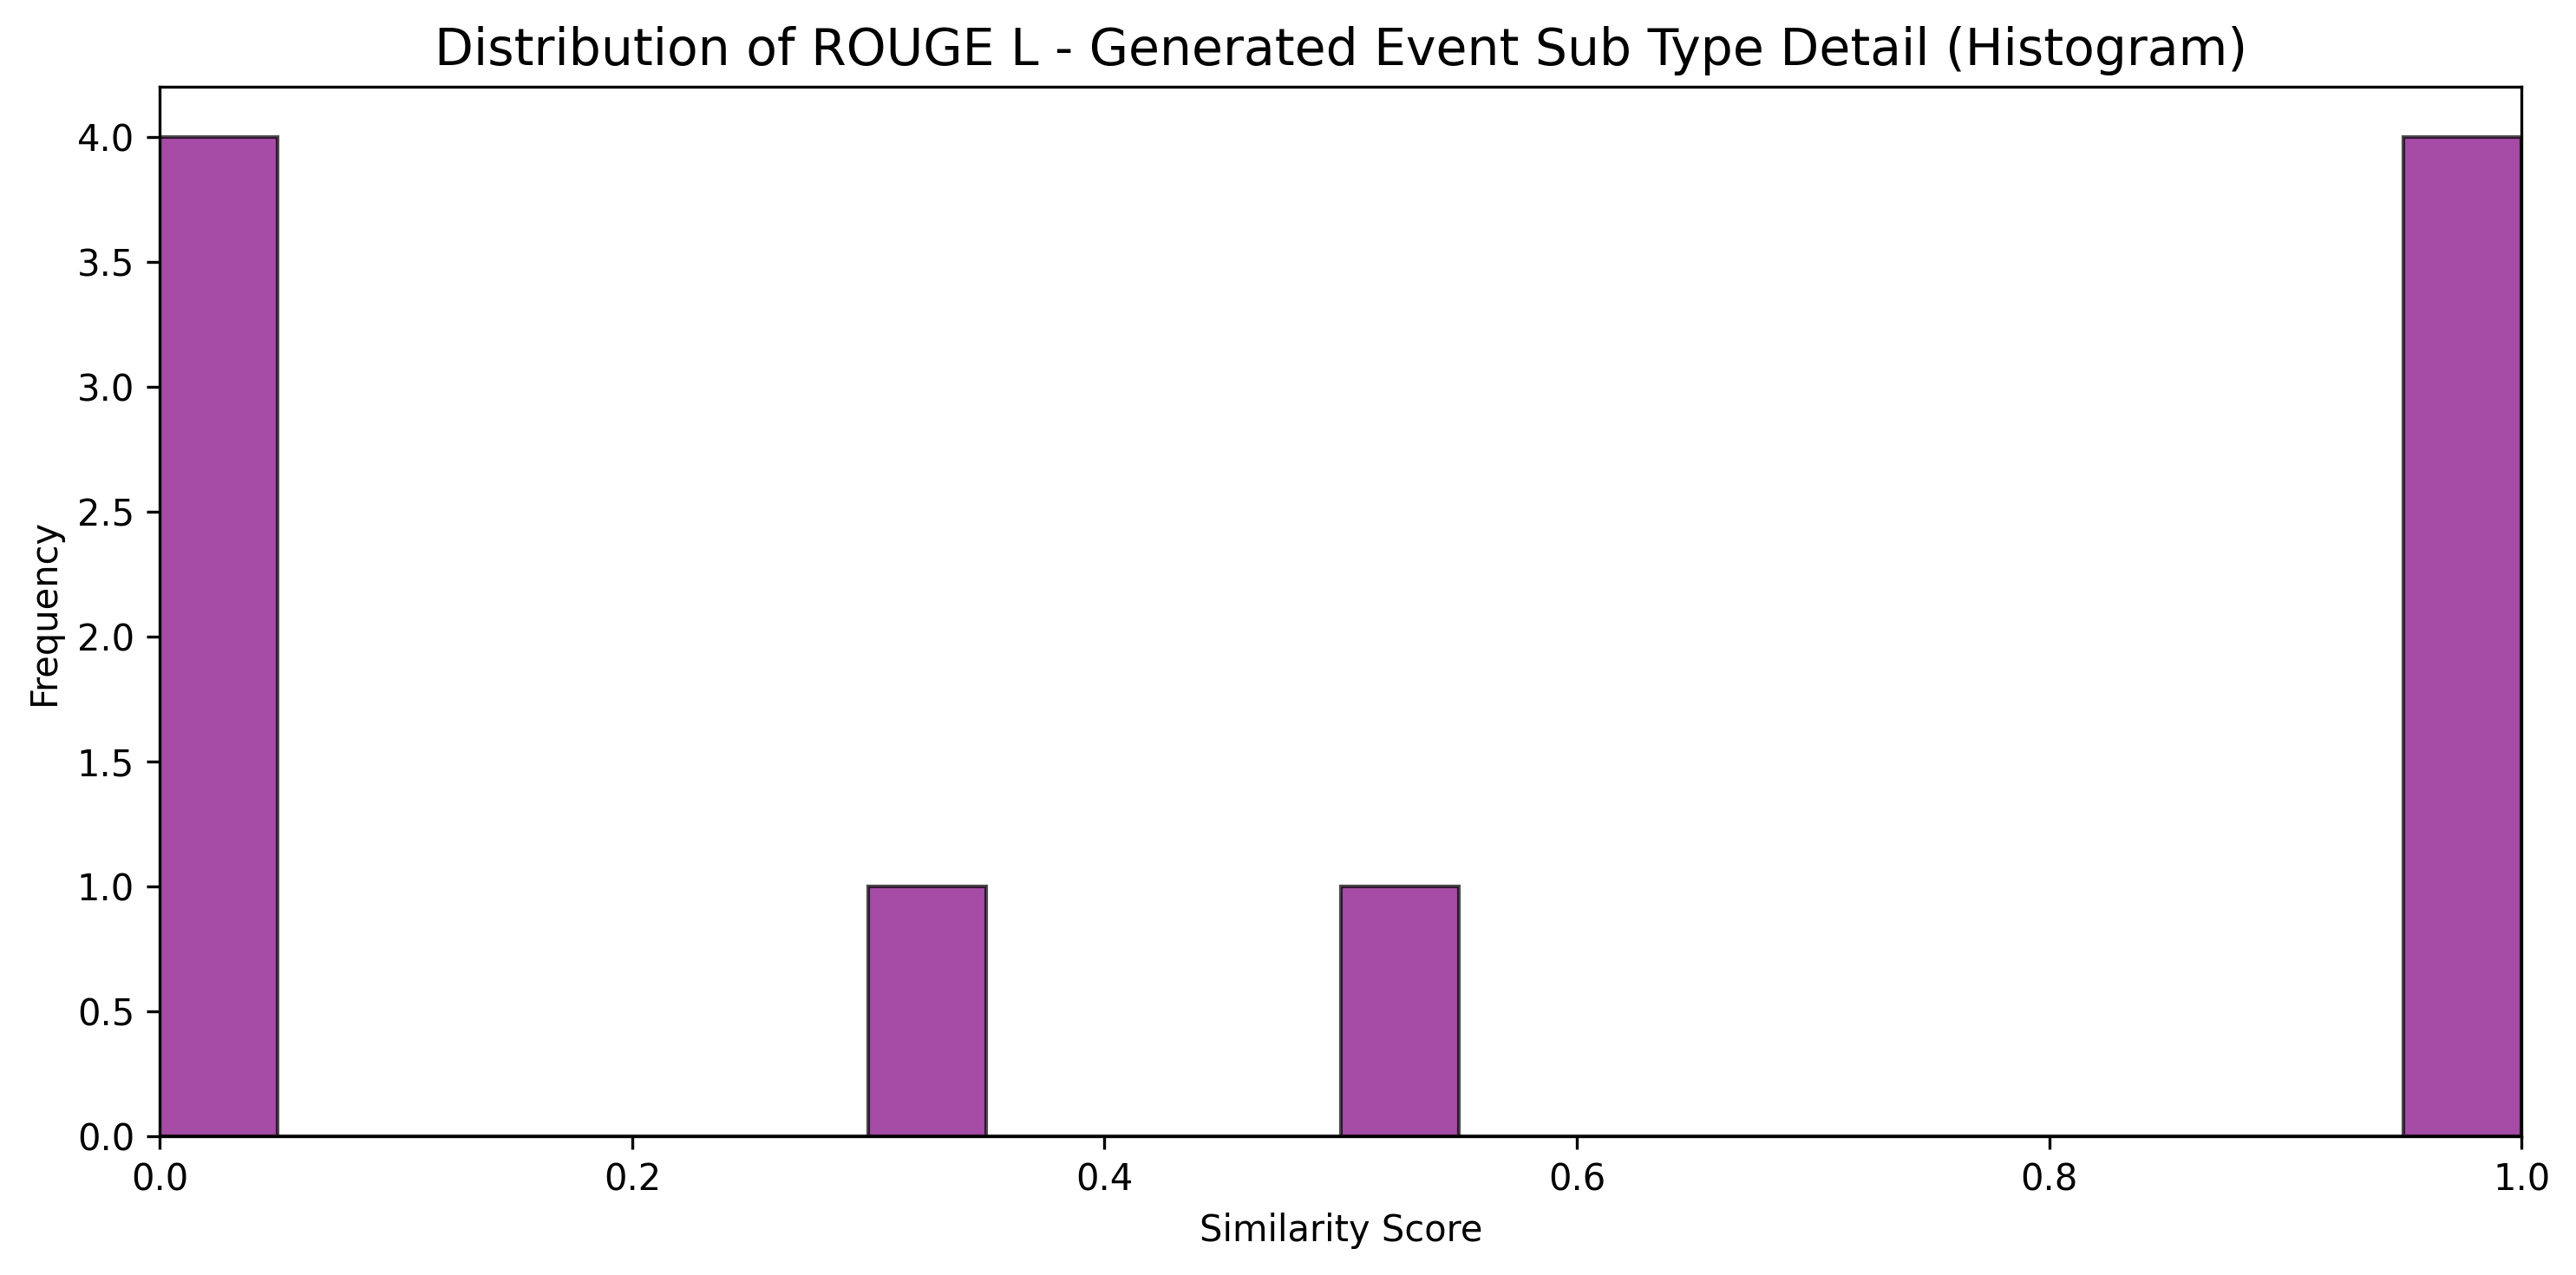 Distribution of ROUGE L - Generated Event Sub Type Detail (Histogram)
4.0
3.5
3.0
2.5
2.0
1.5
1.0
0.5
0.0
Frequency
0.0 0.2 0.4 0.6 0.8 1.0
Similarity Score